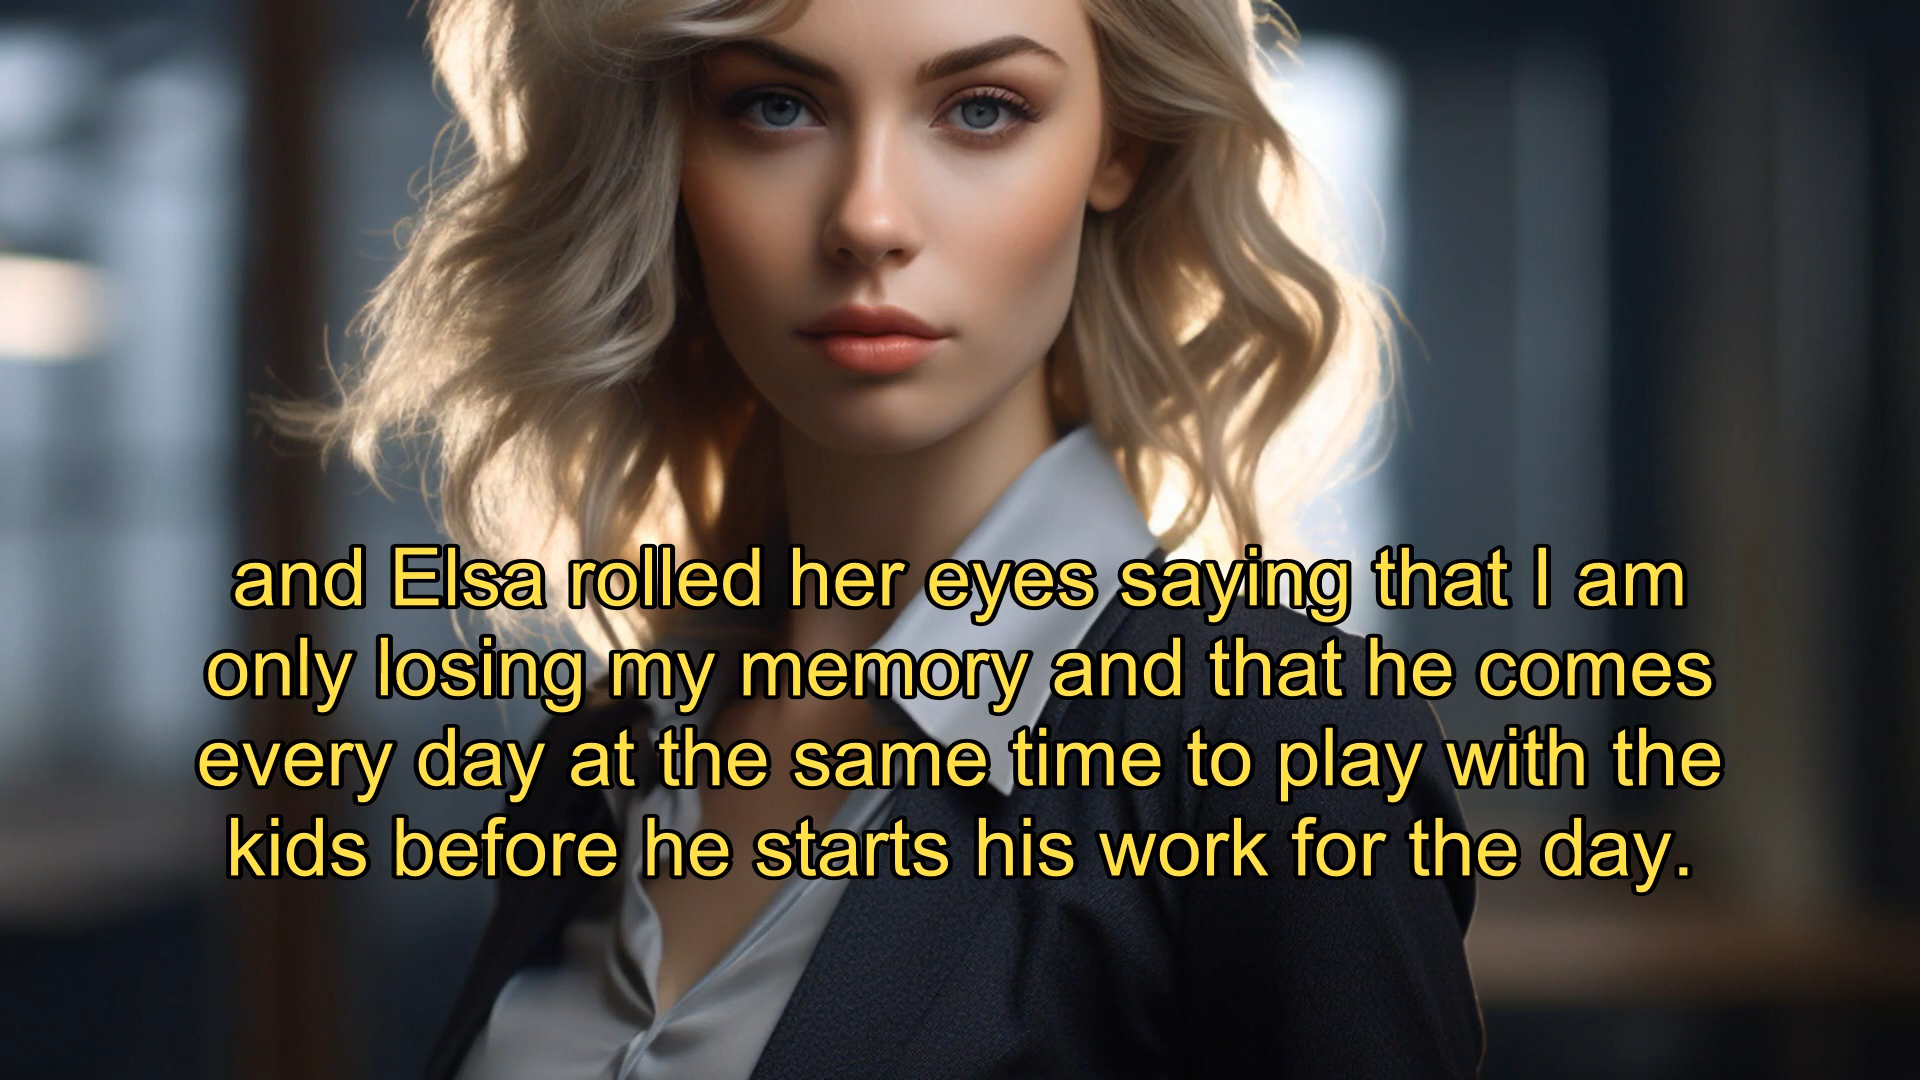 and Elsa rolled her eyes saying that I am
only losing my memory and that he comes
every day at the same time to play with the
kids before he starts his work for the day.